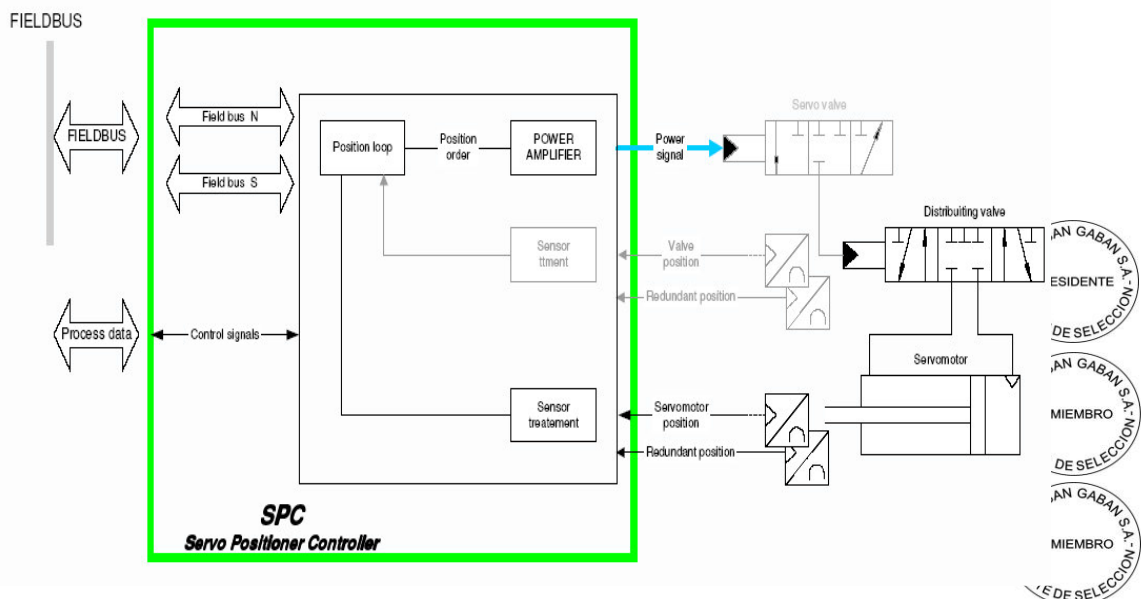 FIELDBUS
Field bus N
FIELDBUS
Field bus S
Position loop
Position
order
POWER
AMPLIFIER
Power
signal
Servo valve
Distribuiting valve
Sensor
ttment
Valve
position
Redundant position
Process data
Control signals
Servomotor
Sensor
treatement
Servomotor
position
Redundant position
SPC
Servo Positioner Controller
AN GABAN S.A.-
ESIDENTE
DE SELECCION - N
AN GABAN S.A.-
MIEMBRO
DE SELECCION - N
AN GABAN S.A.-
MIEMBRO
TE DE SELECCION - N